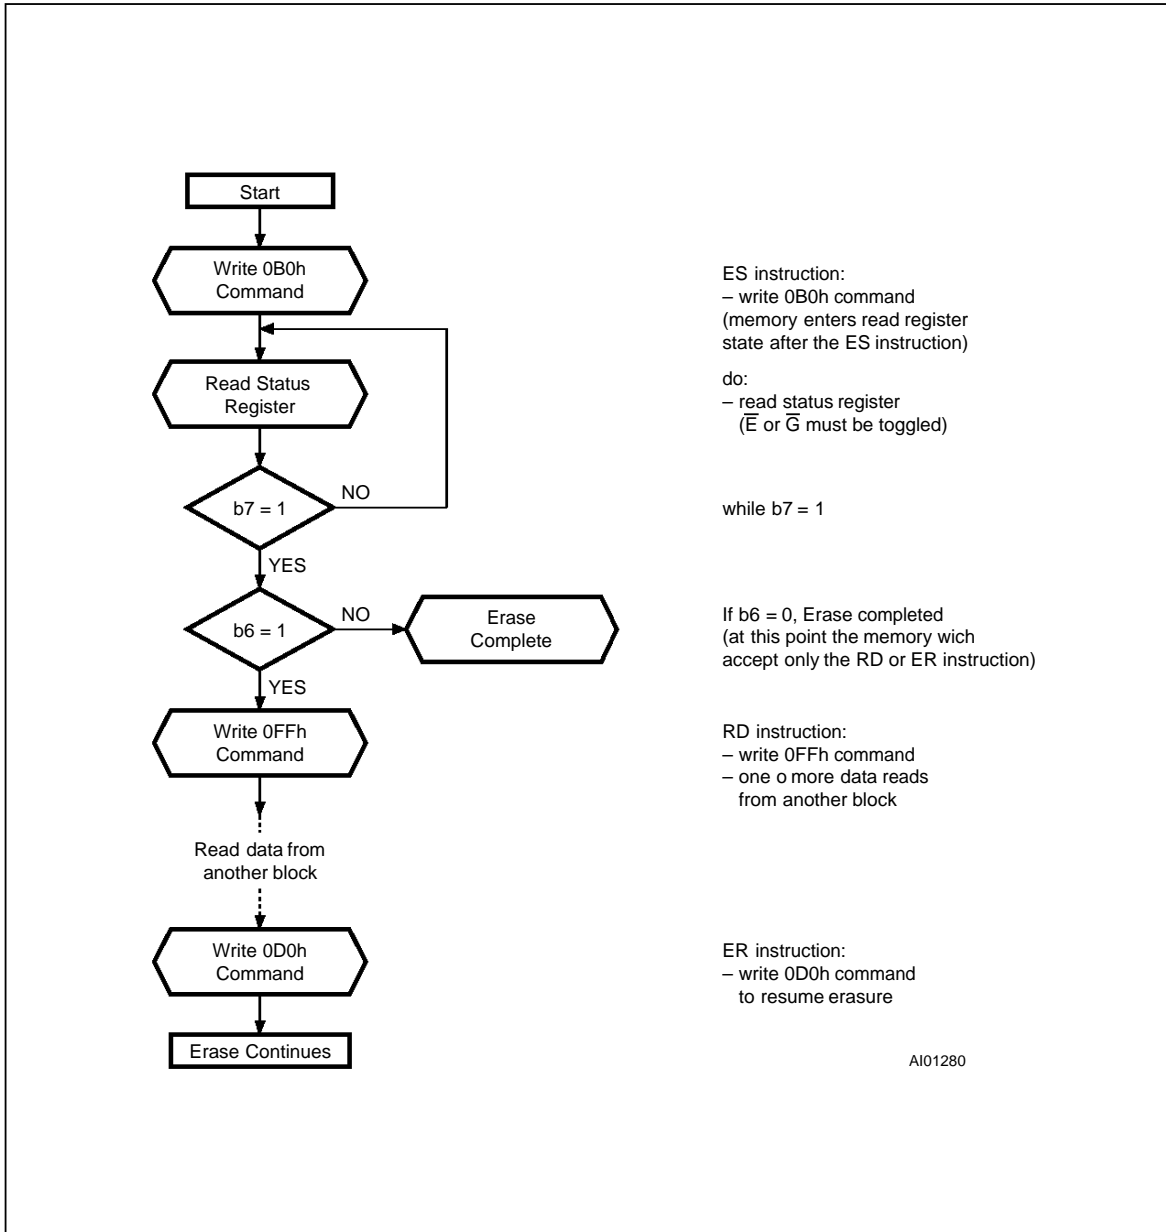 Start
Write 0B0h
Command
ES instruction:
– write 0B0h command
(memory enters read register
state after the ES instruction)
Read Status
Register
do:
– read status register
(E̅ or G̅ must be toggled)
b7 = 1
NO
while b7 = 1
YES
b6 = 1
NO
Erase
Complete
If b6 = 0, Erase completed
(at this point the memory wich
accept only the RD or ER instruction)
YES
Write 0FFh
Command
RD instruction:
– write 0FFh command
– one o more data reads
from another block
Read data from
another block
Write 0D0h
Command
ER instruction:
– write 0D0h command
to resume erasure
Erase Continues
AI01280